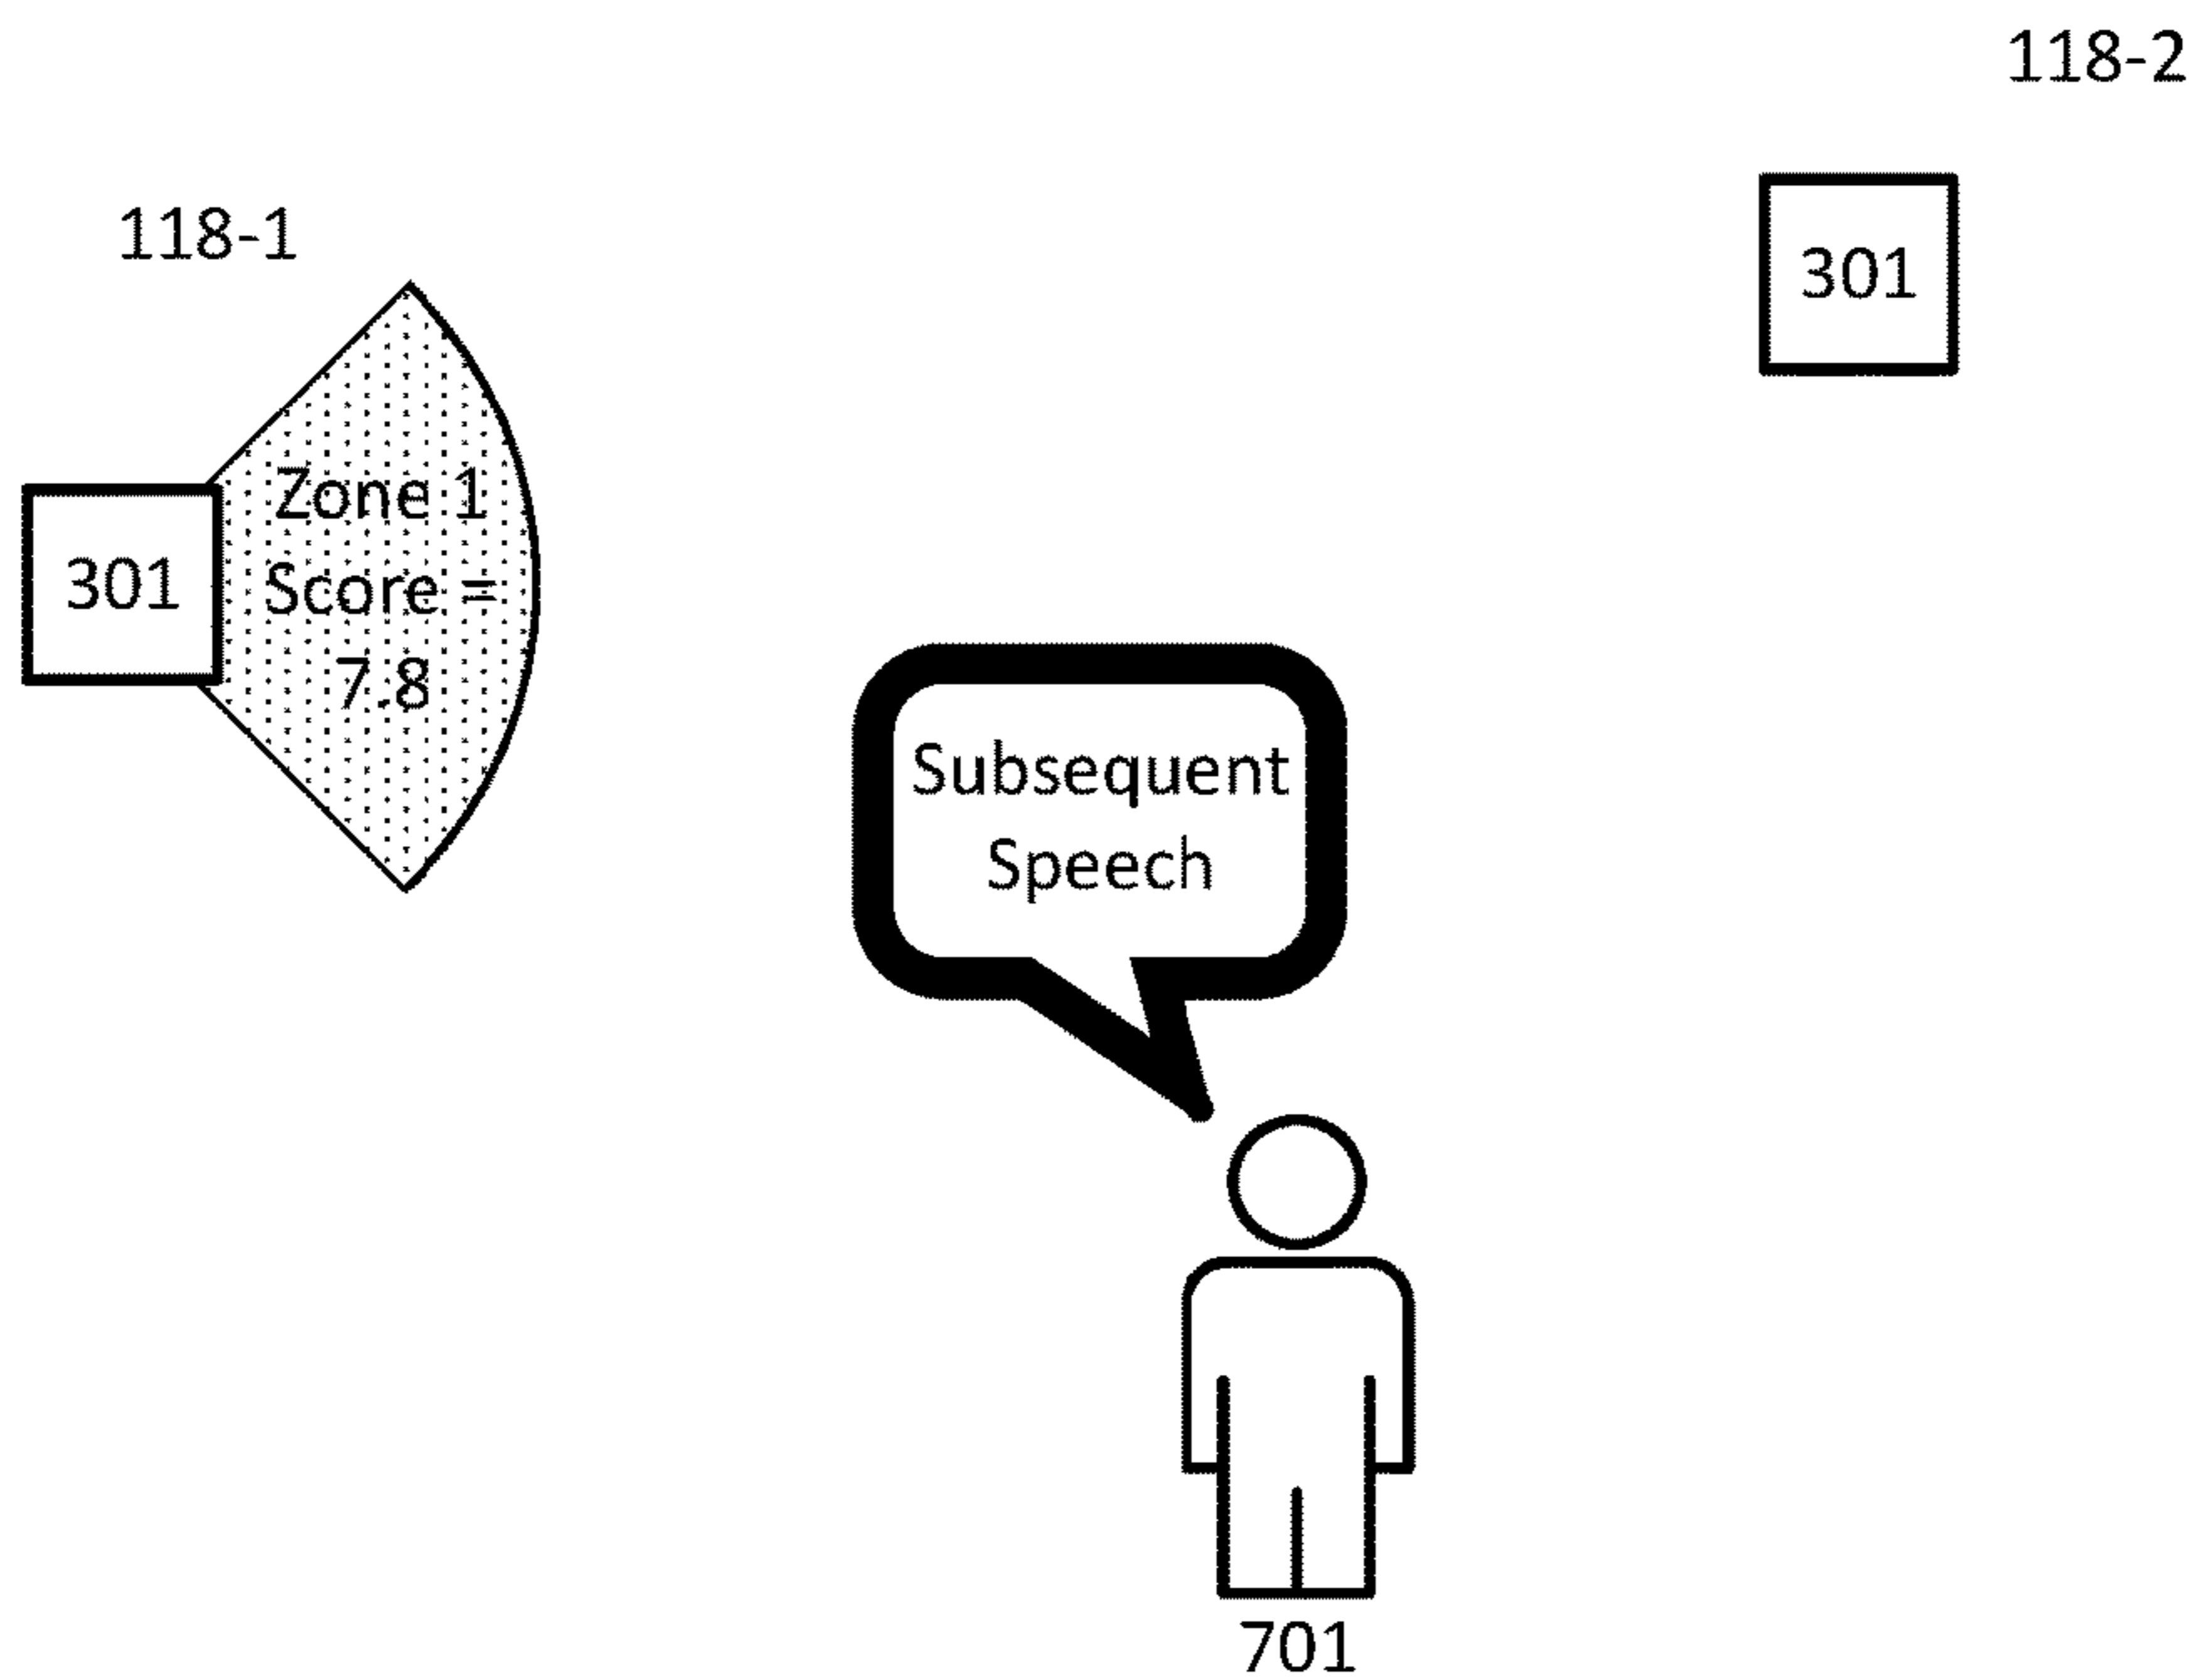 118-2
118-1
301
301
Zone 1
Score =
7.8
Subsequent
Speech
701